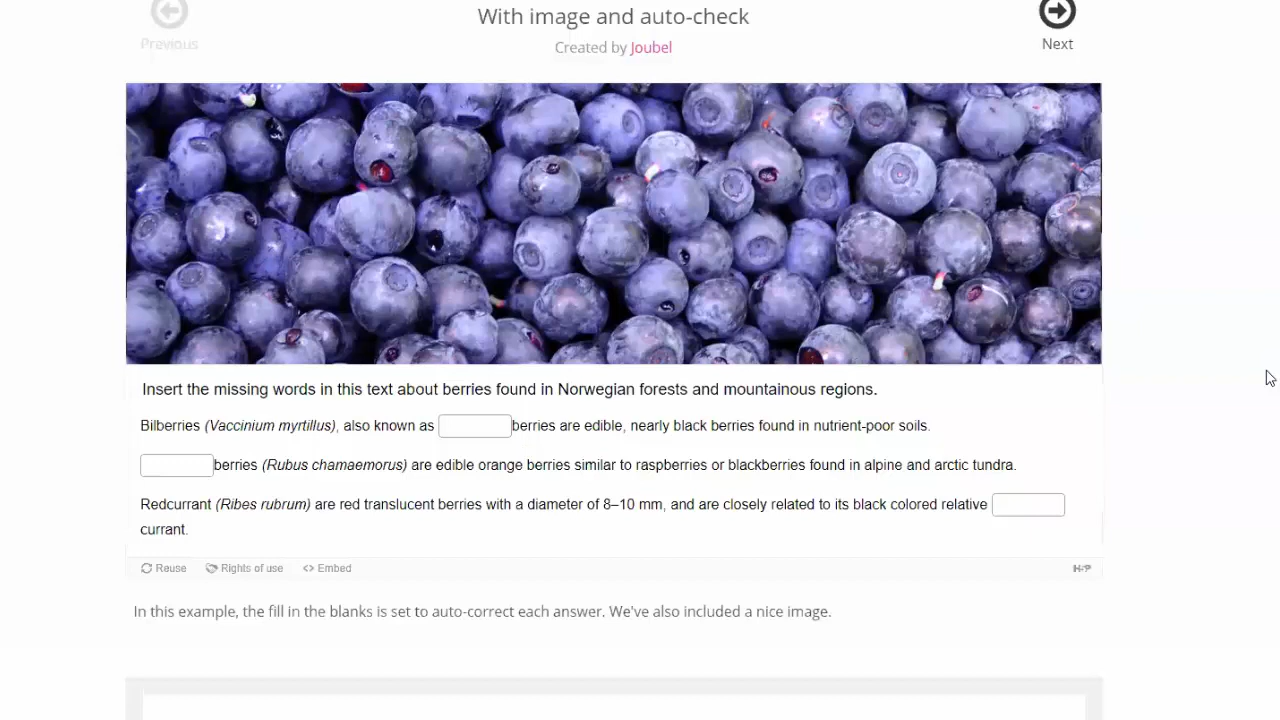 With image and auto-check
Previous
Next
Created by Joubel
Insert the missing words in this text about berries found in Norwegian forests and mountainous regions.
Bilberries (Vaccinium myrtillus), also known as berries are edible, nearly black berries found in nutrient-poor soils.
berries (Rubus chamaemorus) are edible orange berries similar to raspberries or blackberries found in alpine and arctic tundra.
Redcurrant (Ribes rubrum) are red translucent berries with a diameter of 8–10 mm, and are closely related to its black colored relative
currant.
Reuse Rights of use <> Embed H-P
In this example, the fill in the blanks is set to auto-correct each answer. We've also included a nice image.